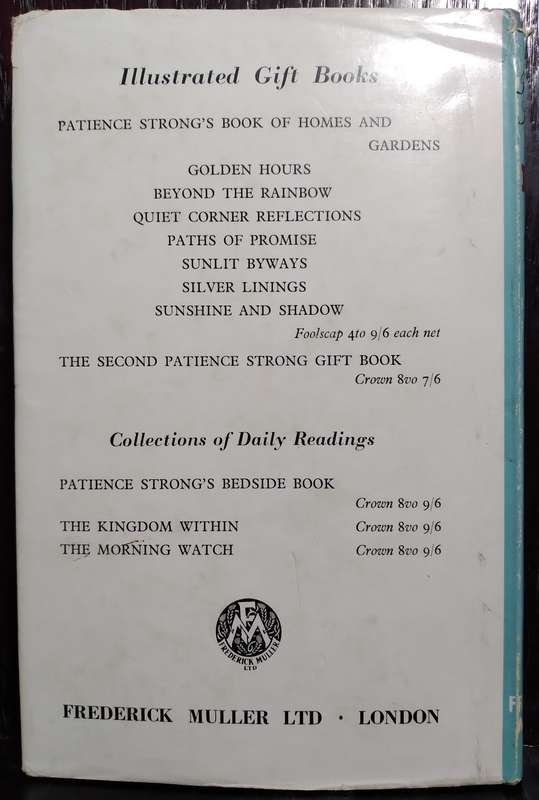 Illustrated Gift Books
PATIENCE STRONG'S BOOK OF HOMES AND
GARDENS
GOLDEN HOURS
BEYOND THE RAINBOW
QUIET CORNER REFLECTIONS
PATHS OF PROMISE
SUNLIT BYWAYS
SILVER LININGS
SUNSHINE AND SHADOW
Foolscap 4to 9/6 each net
THE SECOND PATIENCE STRONG GIFT BOOK
Crown 8vo 7/6
Collections of Daily Readings
PATIENCE STRONG'S BEDSIDE BOOK
Crown 8vo 9/6
THE KINGDOM WITHIN Crown 8vo 9/6
THE MORNING WATCH Crown 8vo 9/6
FM
FREDERICK MULLER
LTD
FREDERICK MULLER LTD · LONDON